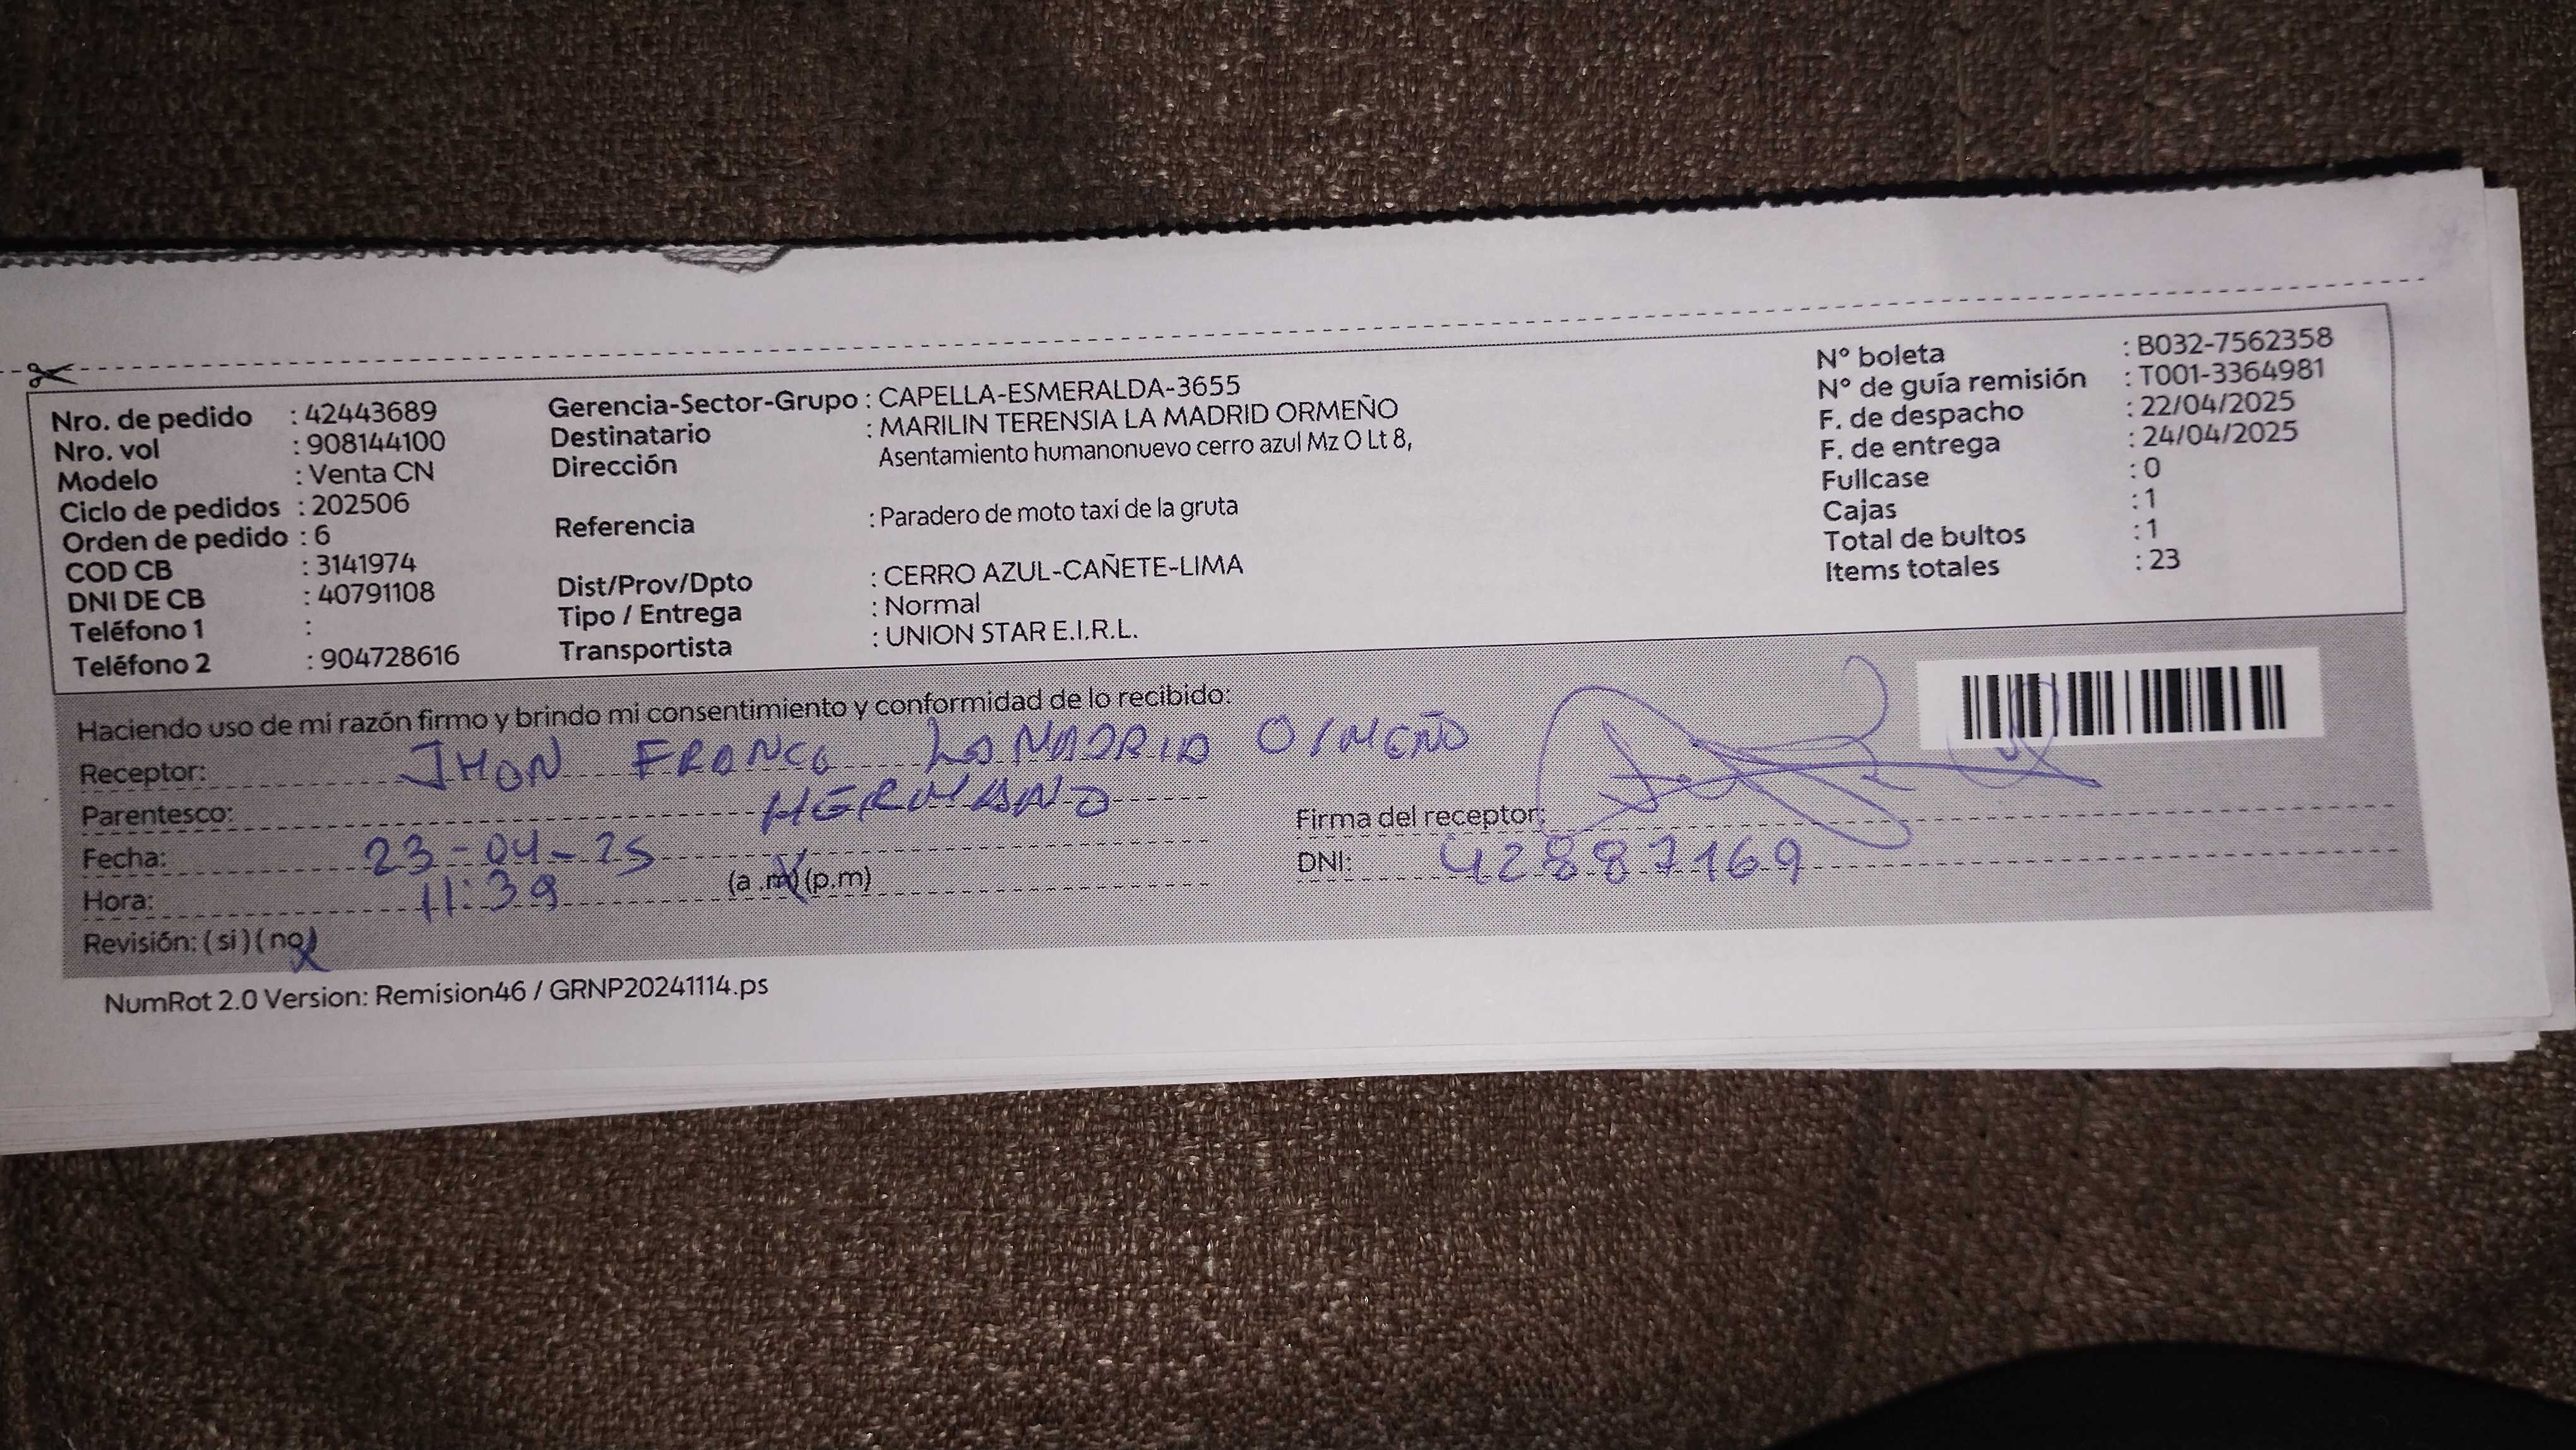 Nro. de pedido : 42443689
Nro. vol : 908144100
Modelo : Venta CN
Ciclo de pedidos : 202506
Orden de pedido : 6
COD CB : 3141974
DNI DE CB : 40791108
Teléfono 1 :
Teléfono 2 : 904728616
Gerencia-Sector-Grupo : CAPELLA-ESMERALDA-3655
Destinatario : MARILIN TERENSIA LA MADRID ORMEÑO
Dirección Asentamiento humanonuevo cerro azul Mz O Lt 8,
Referencia : Paradero de moto taxi de la gruta
Dist/Prov/Dpto : CERRO AZUL-CAÑETE-LIMA
Tipo / Entrega : Normal
Transportista : UNION STAR E.I.R.L.
N° boleta : B032-7562358
N° de guía remisión : T001-3364981
F. de despacho : 22/04/2025
F. de entrega : 24/04/2025
Fullcase : 0
Cajas : 1
Total de bultos : 1
Items totales : 23
Haciendo uso de mi razón firmo y brindo mi consentimiento y conformidad de lo recibido:
Receptor: JHON FRANCO LA MADRID ORMEÑO
Parentesco: HERMANO
Fecha: 23-04-25
Hora: 11:39 (a.m)(p.m)
Revisión: (si)(no)
Firma del receptor:
DNI: 42887169
NumRot 2.0 Version: Remision46 / GRNP20241114.ps